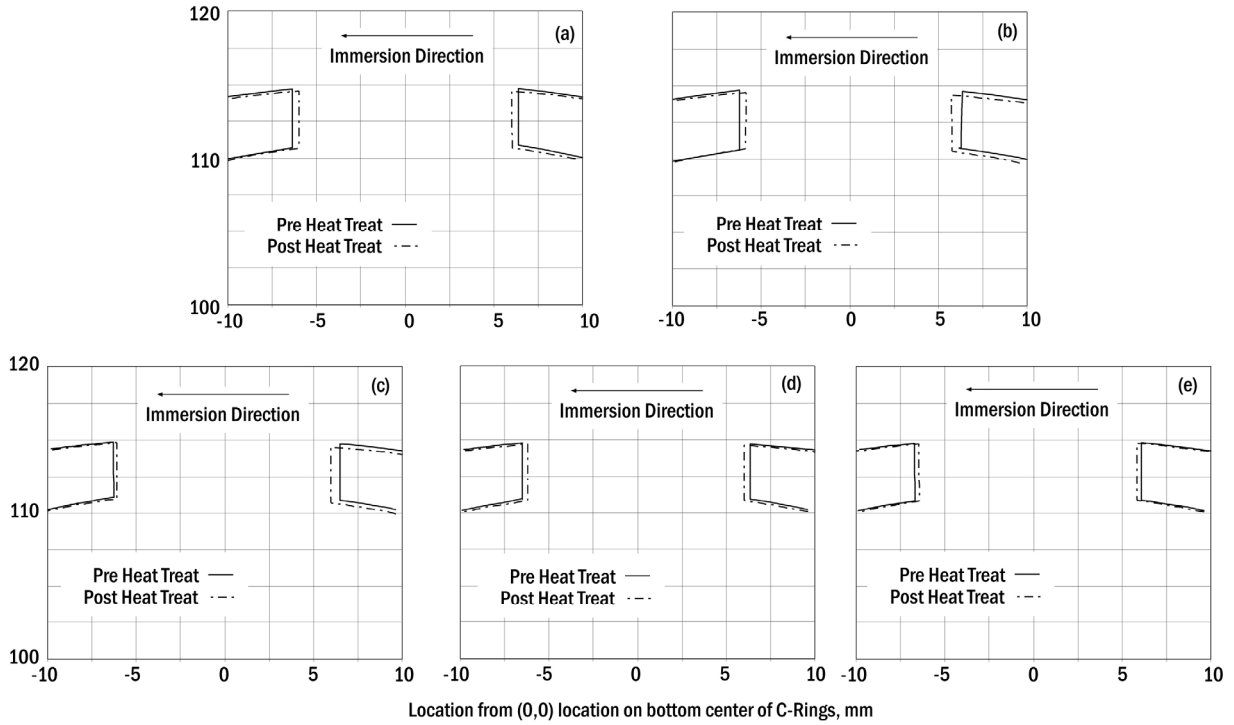 120
(a)
Immersion Direction
110
Pre Heat Treat
Post Heat Treat
100
-10 -5 0 5 10
(b)
Immersion Direction
Pre Heat Treat
Post Heat Treat
-10 -5 0 5 10
120
(c)
Immersion Direction
110
Pre Heat Treat
Post Heat Treat
100
-10 -5 0 5 10
(d)
Immersion Direction
Pre Heat Treat
Post Heat Treat
-10 -5 0 5 10
(e)
Immersion Direction
Pre Heat Treat
Post Heat Treat
-10 -5 0 5 10
Location from (0,0) location on bottom center of C-Rings, mm